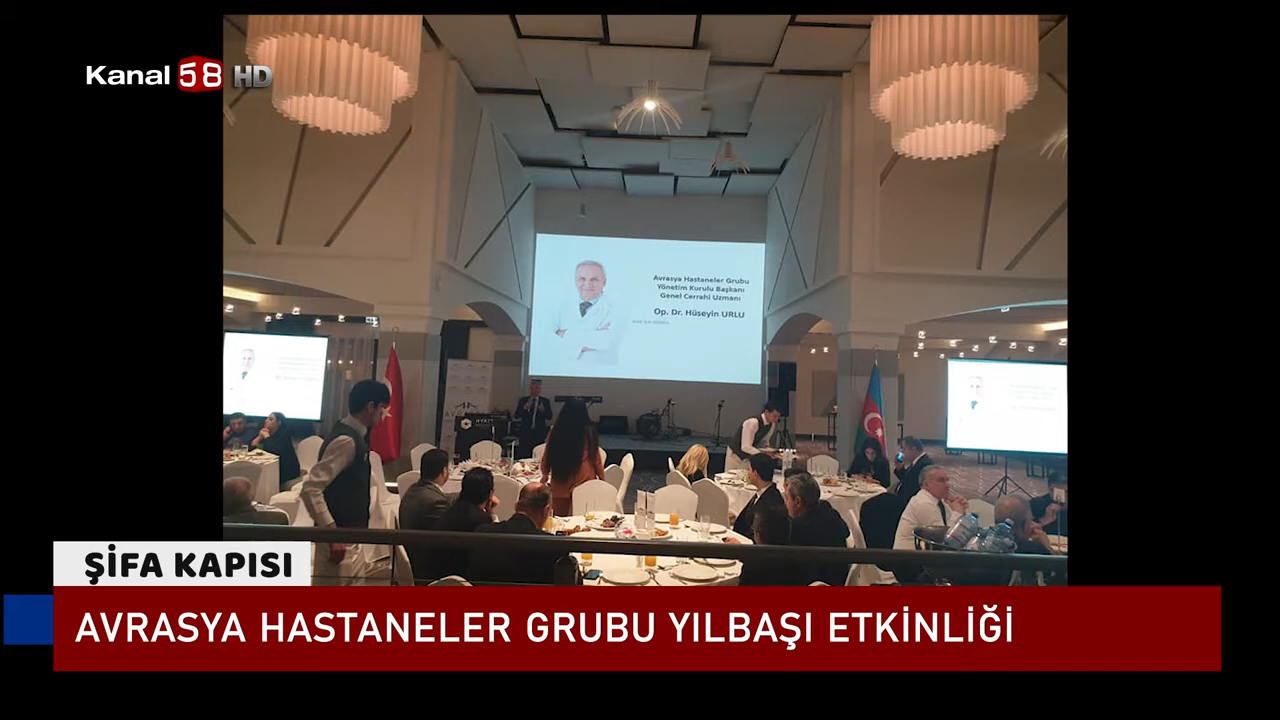 Kanal 58 HD
Avrasya Hastaneler Grubu
Yönetim Kurulu Başkanı
Genel Cerrahi Uzmanı
Op. Dr. Hüseyin URLU
HYATT
ŞİFA KAPISI
AVRASYA HASTANELER GRUBU YILBAŞI ETKİNLİĞİ